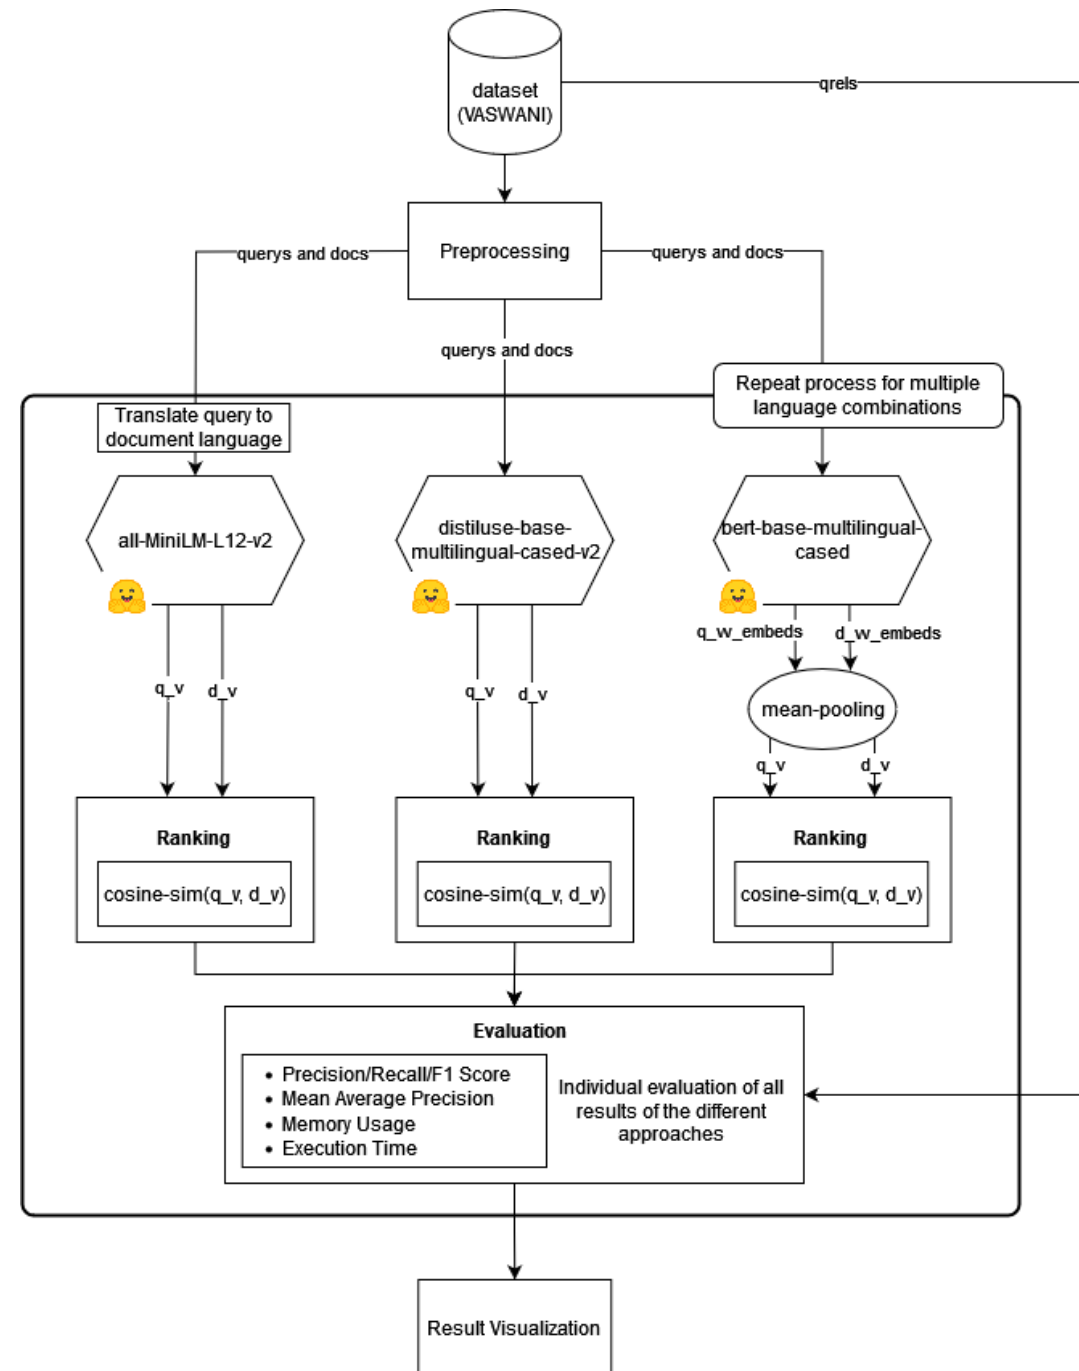 dataset
(VASWANI)
qrels
Preprocessing
querys and docs
querys and docs
querys and docs
Repeat process for multiple
language combinations
Translate query to
document language
all-MiniLM-L12-v2
distiluse-base-
multilingual-cased-v2
bert-base-multilingual-
cased
q_w_embeds
d_w_embeds
q_v
d_v
q_v
d_v
mean-pooling
q_v
d_v
Ranking
cosine-sim(q_v, d_v)
Ranking
cosine-sim(q_v, d_v)
Ranking
cosine-sim(q_v, d_v)
Evaluation
• Precision/Recall/F1 Score
• Mean Average Precision
• Memory Usage
• Execution Time
Individual evaluation of all
results of the different
approaches
Result Visualization